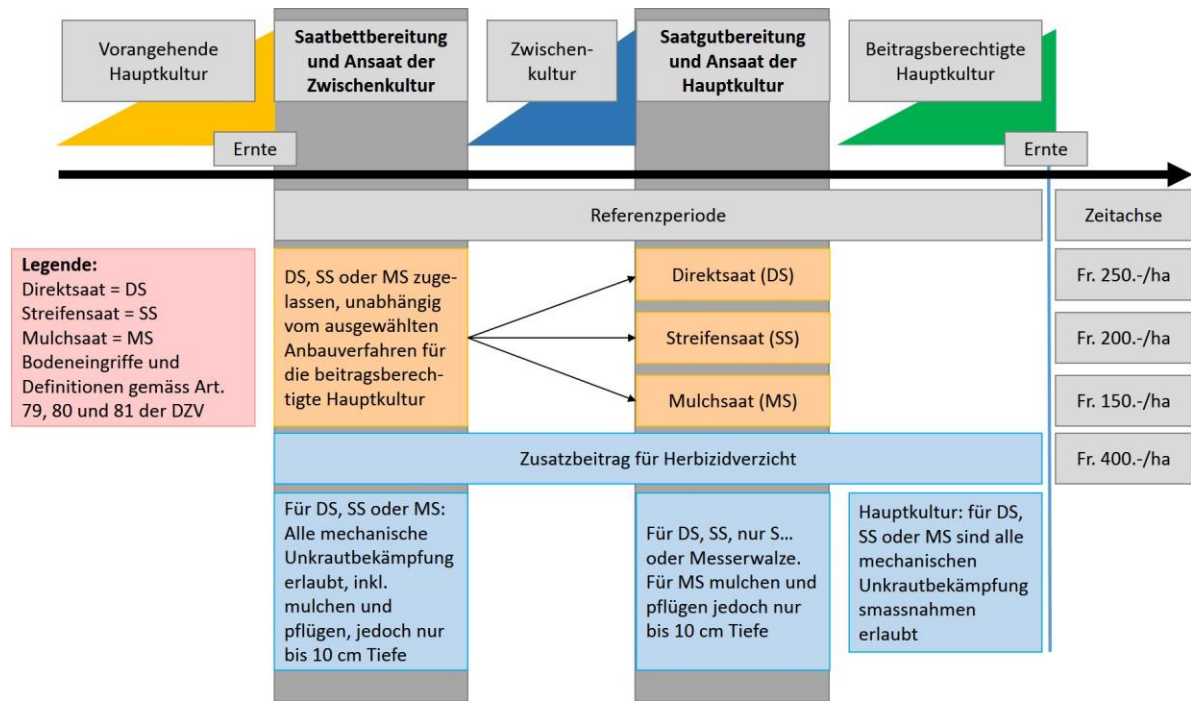 Vorangehende
Hauptkultur
Saatbettbereitung
und Ansaat der
Zwischenkultur
Zwischen-
kultur
Saatgutbereitung
und Ansaat der
Hauptkultur
Beitragsberechtigte
Hauptkultur
Ernte
Ernte
Referenzperiode
Zeitachse
Legende:
Direktsaat = DS
Streifensaat = SS
Mulchsaat = MS
Bodeneingriffe und
Definitionen gemäss Art.
79, 80 und 81 der DZV
DS, SS oder MS zuge-
lassen, unabhängig
vom ausgewählten
Anbauverfahren für
die beitragsberech-
tigte Hauptkultur
Direktsaat (DS)
Fr. 250.-/ha
Streifensaat (SS)
Fr. 200.-/ha
Mulchsaat (MS)
Fr. 150.-/ha
Zusatzbeitrag für Herbizidverzicht
Fr. 400.-/ha
Für DS, SS oder MS:
Alle mechanische
Unkrautbekämpfung
erlaubt, inkl.
mulchen und
pflügen, jedoch nur
bis 10 cm Tiefe
Für DS, SS, nur S...
oder Messerwalze.
Für MS mulchen und
pflügen jedoch nur
bis 10 cm Tiefe
Hauptkultur: für DS,
SS oder MS sind alle
mechanischen
Unkrautbekämpfung
smassnahmen
erlaubt